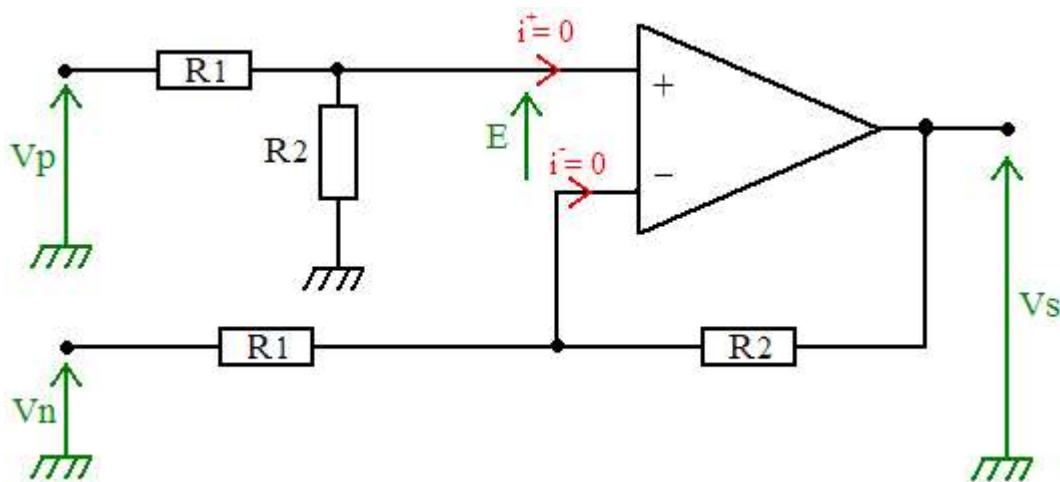 i⁺= 0
R1
+
R2
E
Vp
i⁻= 0
−
Vs
R1
R2
Vn